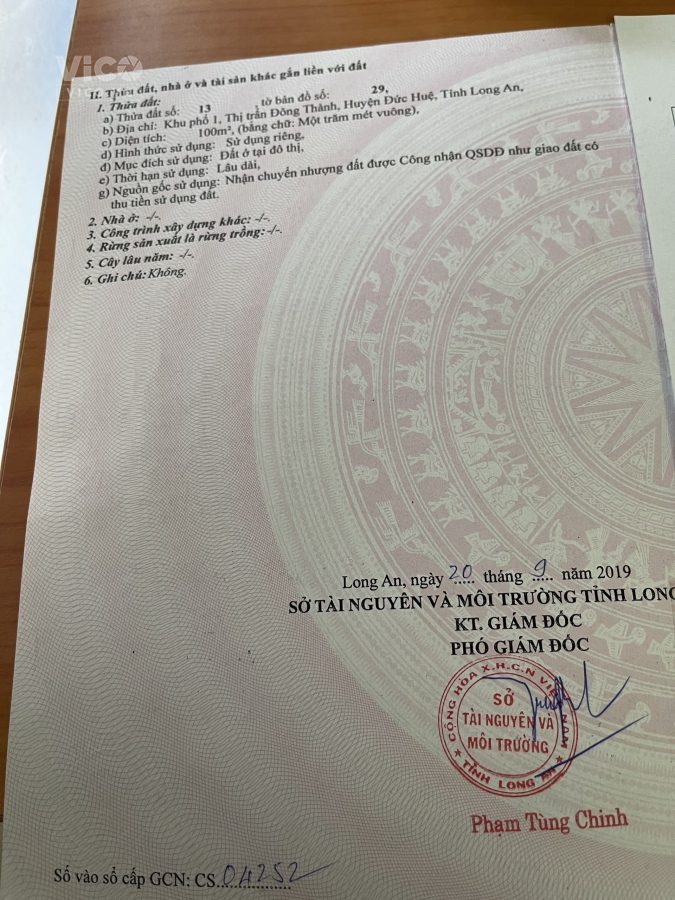 ViCO
II. Thửa đất, nhà ở và tài sản khác gắn liền với đất
1. Thửa đất:
a) Thửa đất số: 13 , tờ bản đồ số: 29,
b) Địa chỉ: Khu phố 1, Thị trấn Đông Thành, Huyện Đức Huệ, Tỉnh Long An,
c) Diện tích: 100m², (bằng chữ: Một trăm mét vuông),
d) Hình thức sử dụng: Sử dụng riêng,
đ) Mục đích sử dụng: Đất ở tại đô thị,
e) Thời hạn sử dụng: Lâu dài,
g) Nguồn gốc sử dụng: Nhận chuyển nhượng đất được Công nhận QSDĐ như giao đất có
thu tiền sử dụng đất.
2. Nhà ở: -/-.
3. Công trình xây dựng khác: -/-.
4. Rừng sản xuất là rừng trồng: -/-.
5. Cây lâu năm: -/-.
6. Ghi chú: Không.
Long An, ngày 20 tháng 9 năm 2019
SỞ TÀI NGUYÊN VÀ MÔI TRƯỜNG TỈNH LONG
KT. GIÁM ĐỐC
PHÓ GIÁM ĐỐC
CỘNG HÒA X.H.C.N VIỆT NAM
SỞ
TÀI NGUYÊN VÀ
MÔI TRƯỜNG
★ TỈNH LONG AN ★
Phạm Tùng Chinh
Số vào sổ cấp GCN: CS.04252